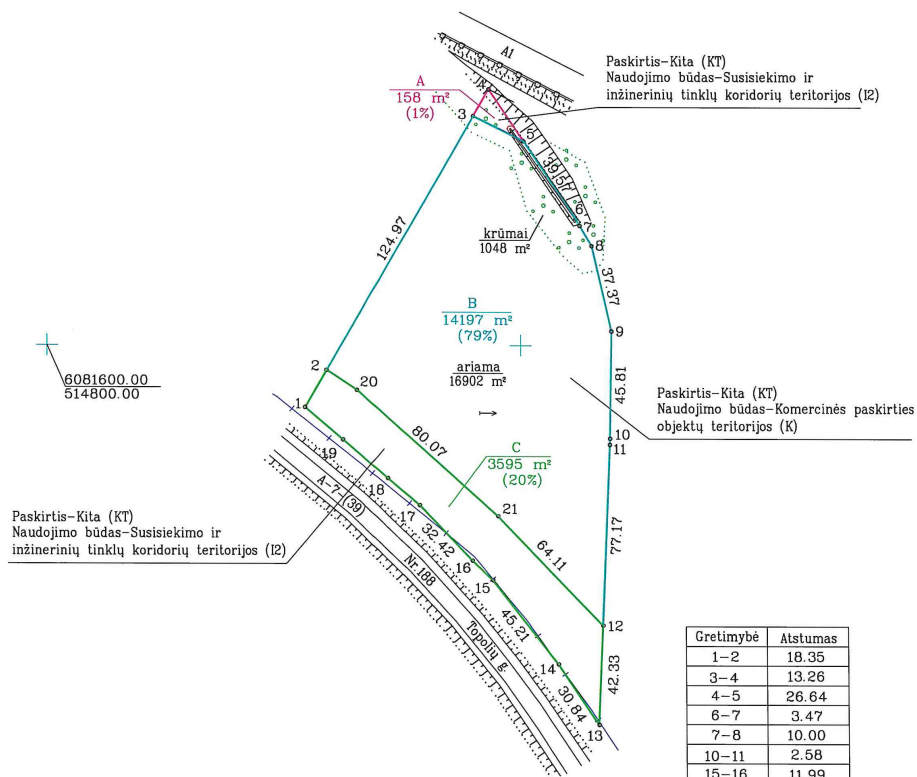 A1
Paskirtis-Kita (KT)
Naudojimo būdas-Susisiekimo ir
inžinerinių tinklų koridorių teritorijos (I2)
A
158 m²
(1%)
3
4
5
39.57
6
7
8
krūmai
1048 m²
124.97
37.37
B
14197 m²
(79%)
9
6081600.00
514800.00
2
20
ariama
16902 m²
45.81
Paskirtis-Kita (KT)
Naudojimo būdas-Komercinės paskirties
objektų teritorijos (K)
1
19
80.07
10
11
C
3595 m²
(20%)
18
A-7-(39)
17
21
Paskirtis-Kita (KT)
Naudojimo būdas-Susisiekimo ir
inžinerinių tinklų koridorių teritorijos (I2)
32.42
77.17
64.11
16
Nr.188
15
12
45.21
Topolių g.
14
42.33
30.84
13
Gretimybė Atstumas
1-2 18.35
3-4 13.26
4-5 26.64
6-7 3.47
7-8 10.00
10-11 2.58
15-16 11.99